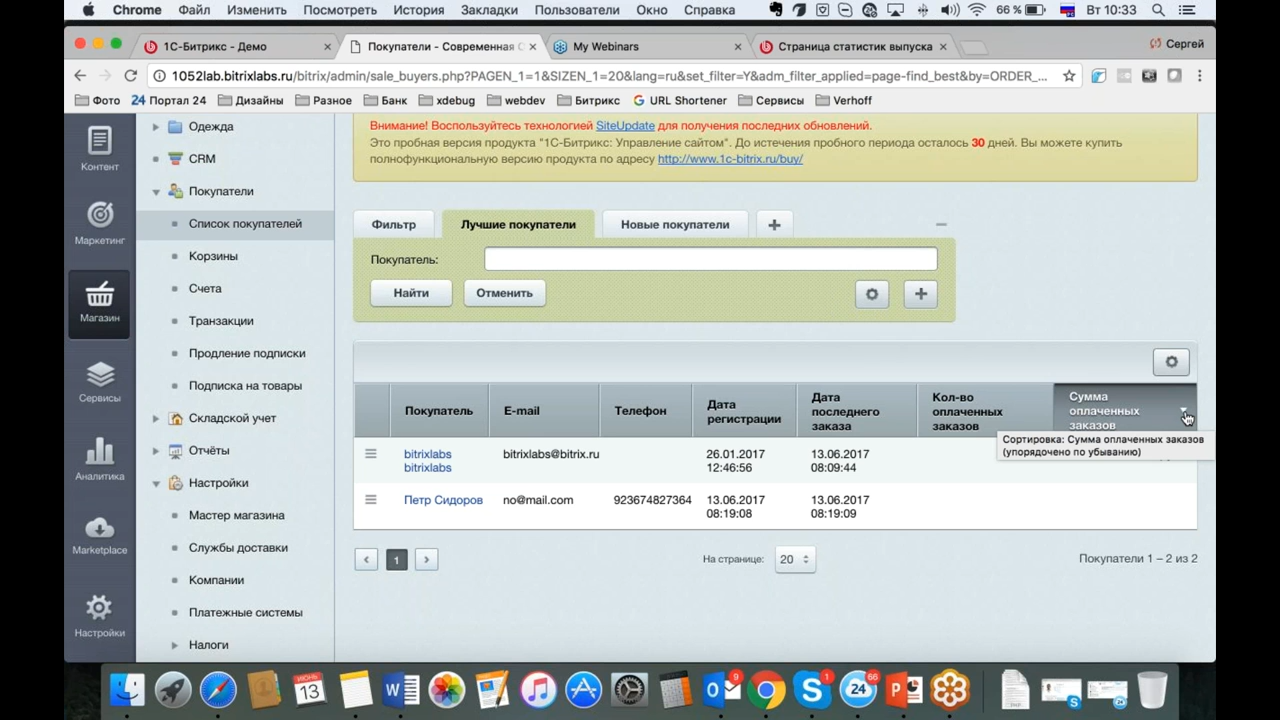 Chrome Файл Изменить Посмотреть История Закладки Пользователи Окно Справка 66 % Вт 10:33
1С-Битрикс - Демо × Покупатели - Современная С × My Webinars × Страница статистик выпуска × Сергей
1052lab.bitrixlabs.ru/bitrix/admin/sale_buyers.php?PAGEN_1=1&SIZEN_1=20&lang=ru&set_filter=Y&adm_filter_applied=page-find_best&by=ORDER_...
Фото 24 Портал 24 Дизайны Разное Банк xdebug webdev Битрикс URL Shortener Сервисы Verhoff
Контент
Маркетинг
Магазин
Сервисы
Аналитика
Marketplace
Настройки
Одежда
CRM
Покупатели
Список покупателей
Корзины
Счета
Транзакции
Продление подписки
Подписка на товары
Складской учет
Отчёты
Настройки
Мастер магазина
Службы доставки
Компании
Платежные системы
Налоги
Внимание! Воспользуйтесь технологией SiteUpdate для получения последних обновлений.
Это пробная версия продукта "1С-Битрикс: Управление сайтом". До истечения пробного периода осталось 30 дней. Вы можете купить
полнофункциональную версию продукта по адресу http://www.1c-bitrix.ru/buy/
Фильтр Лучшие покупатели Новые покупатели +
Покупатель:
Найти Отменить
Покупатель E-mail Телефон Дата регистрации Дата последнего заказа Кол-во оплаченных заказов Сумма оплаченных заказов
Сортировка: Сумма оплаченных заказов
(упорядочено по убыванию)
bitrixlabs bitrixlabs bitrixlabs@bitrix.ru 26.01.2017 12:46:56 13.06.2017 08:09:44
Петр Сидоров no@mail.com 923674827364 13.06.2017 08:19:08 13.06.2017 08:19:09
1 На странице: 20 Покупатели 1 – 2 из 2
ИЮНЬ
13
9
1
24
66